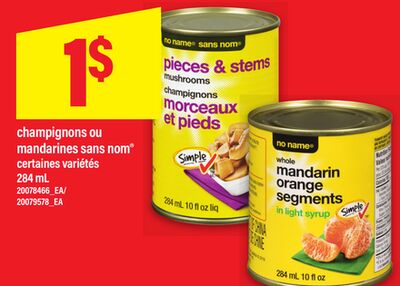 1$
champignons ou
mandarines sans nom®
certaines variétés
284 mL
20078466_EA/
20079578_EA
no name® sans nom®
pieces & stems
mushrooms
champignons
morceaux
et pieds
Simple
284 mL 10 fl oz liq
no name®
whole
mandarin
orange
segments
in light syrup
Simple
284 mL 10 fl oz